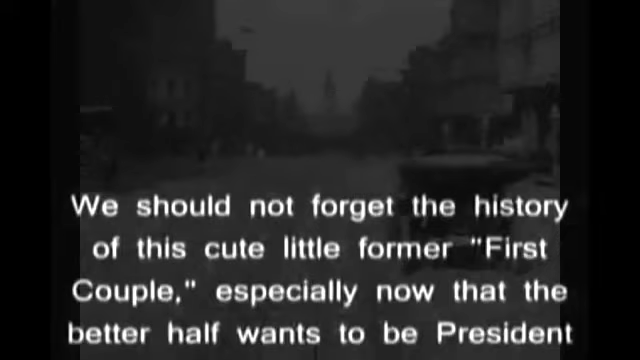 We should not forget the history
of this cute little former "First
Couple," especially now that the
better half wants to be President